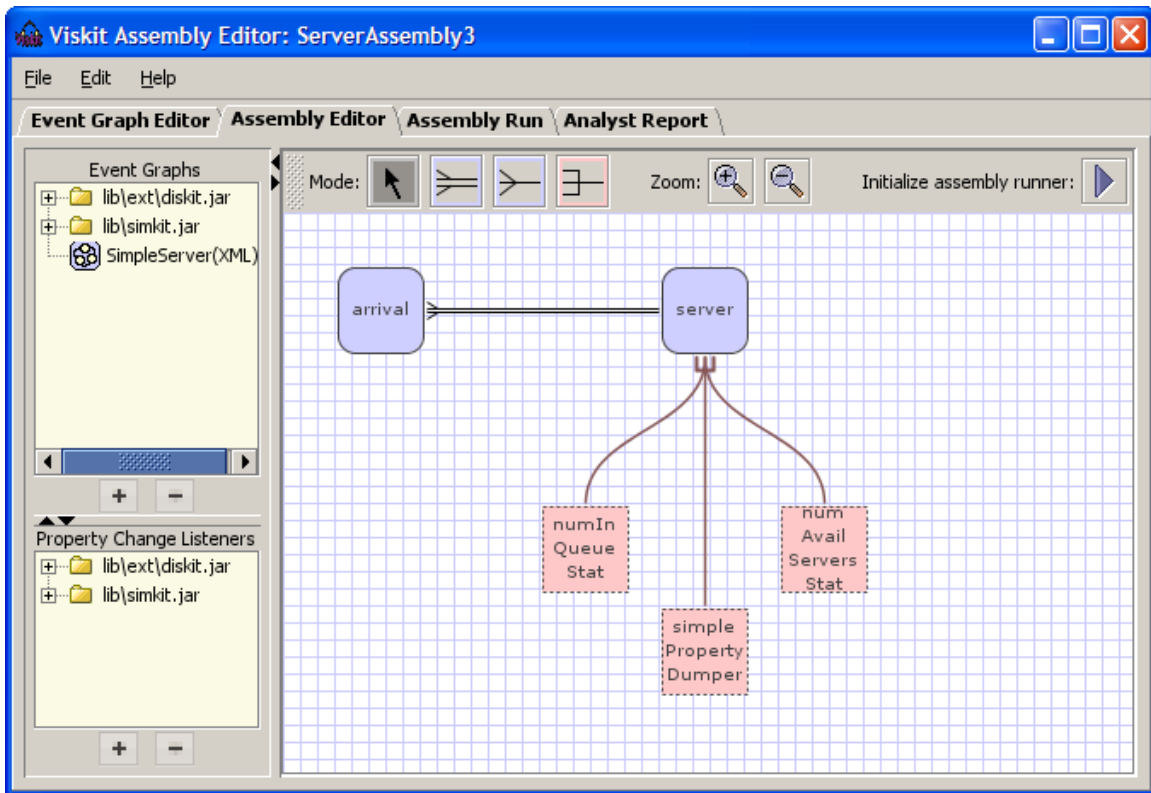 Viskit Assembly Editor: ServerAssembly3
File Edit Help
Event Graph Editor Assembly Editor Assembly Run Analyst Report
Event Graphs
lib\ext\diskit.jar
lib\simkit.jar
SimpleServer(XML)
Property Change Listeners
lib\ext\diskit.jar
lib\simkit.jar
Mode: Zoom: Initialize assembly runner:
arrival
server
numIn
Queue
Stat
simple
Property
Dumper
num
Avail
Servers
Stat